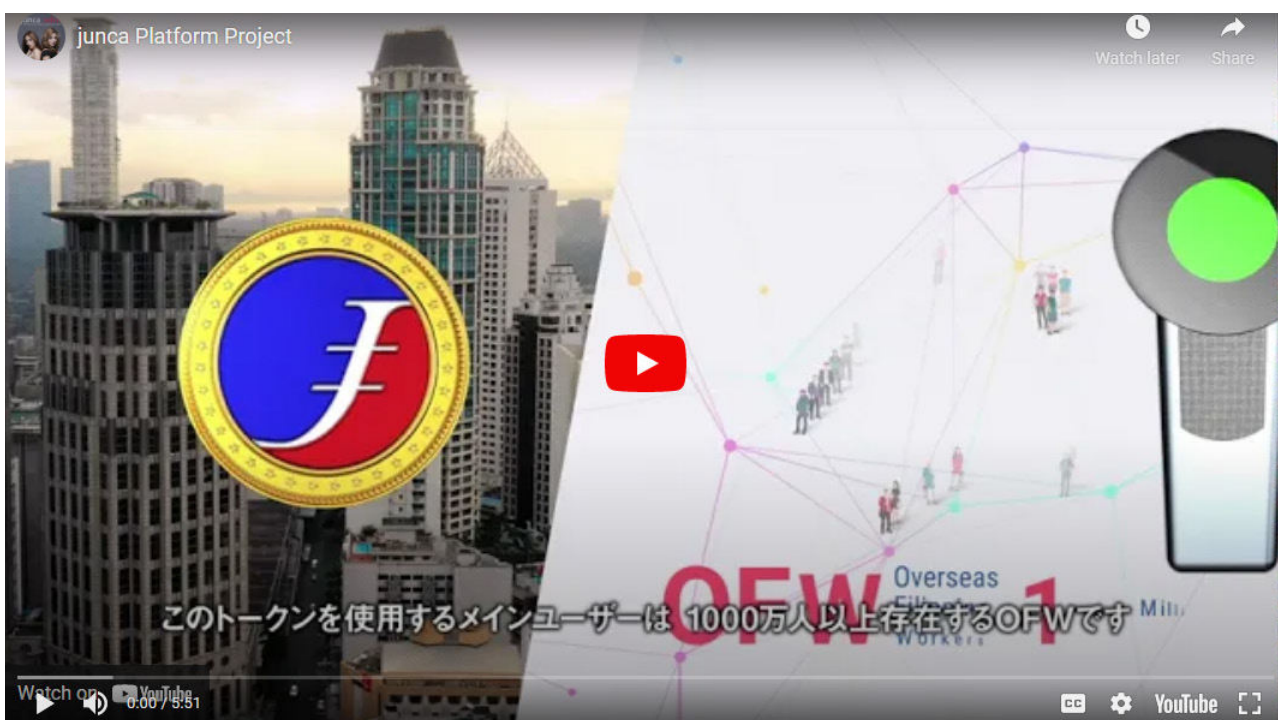 junca Platform Project
Watch later
Share
OFW
Overseas
Workers
1
このトークンを使用するメインユーザーは 1000万人以上存在するOFWです
Watch on
YouTube
0:00 / 5:51
CC
YouTube